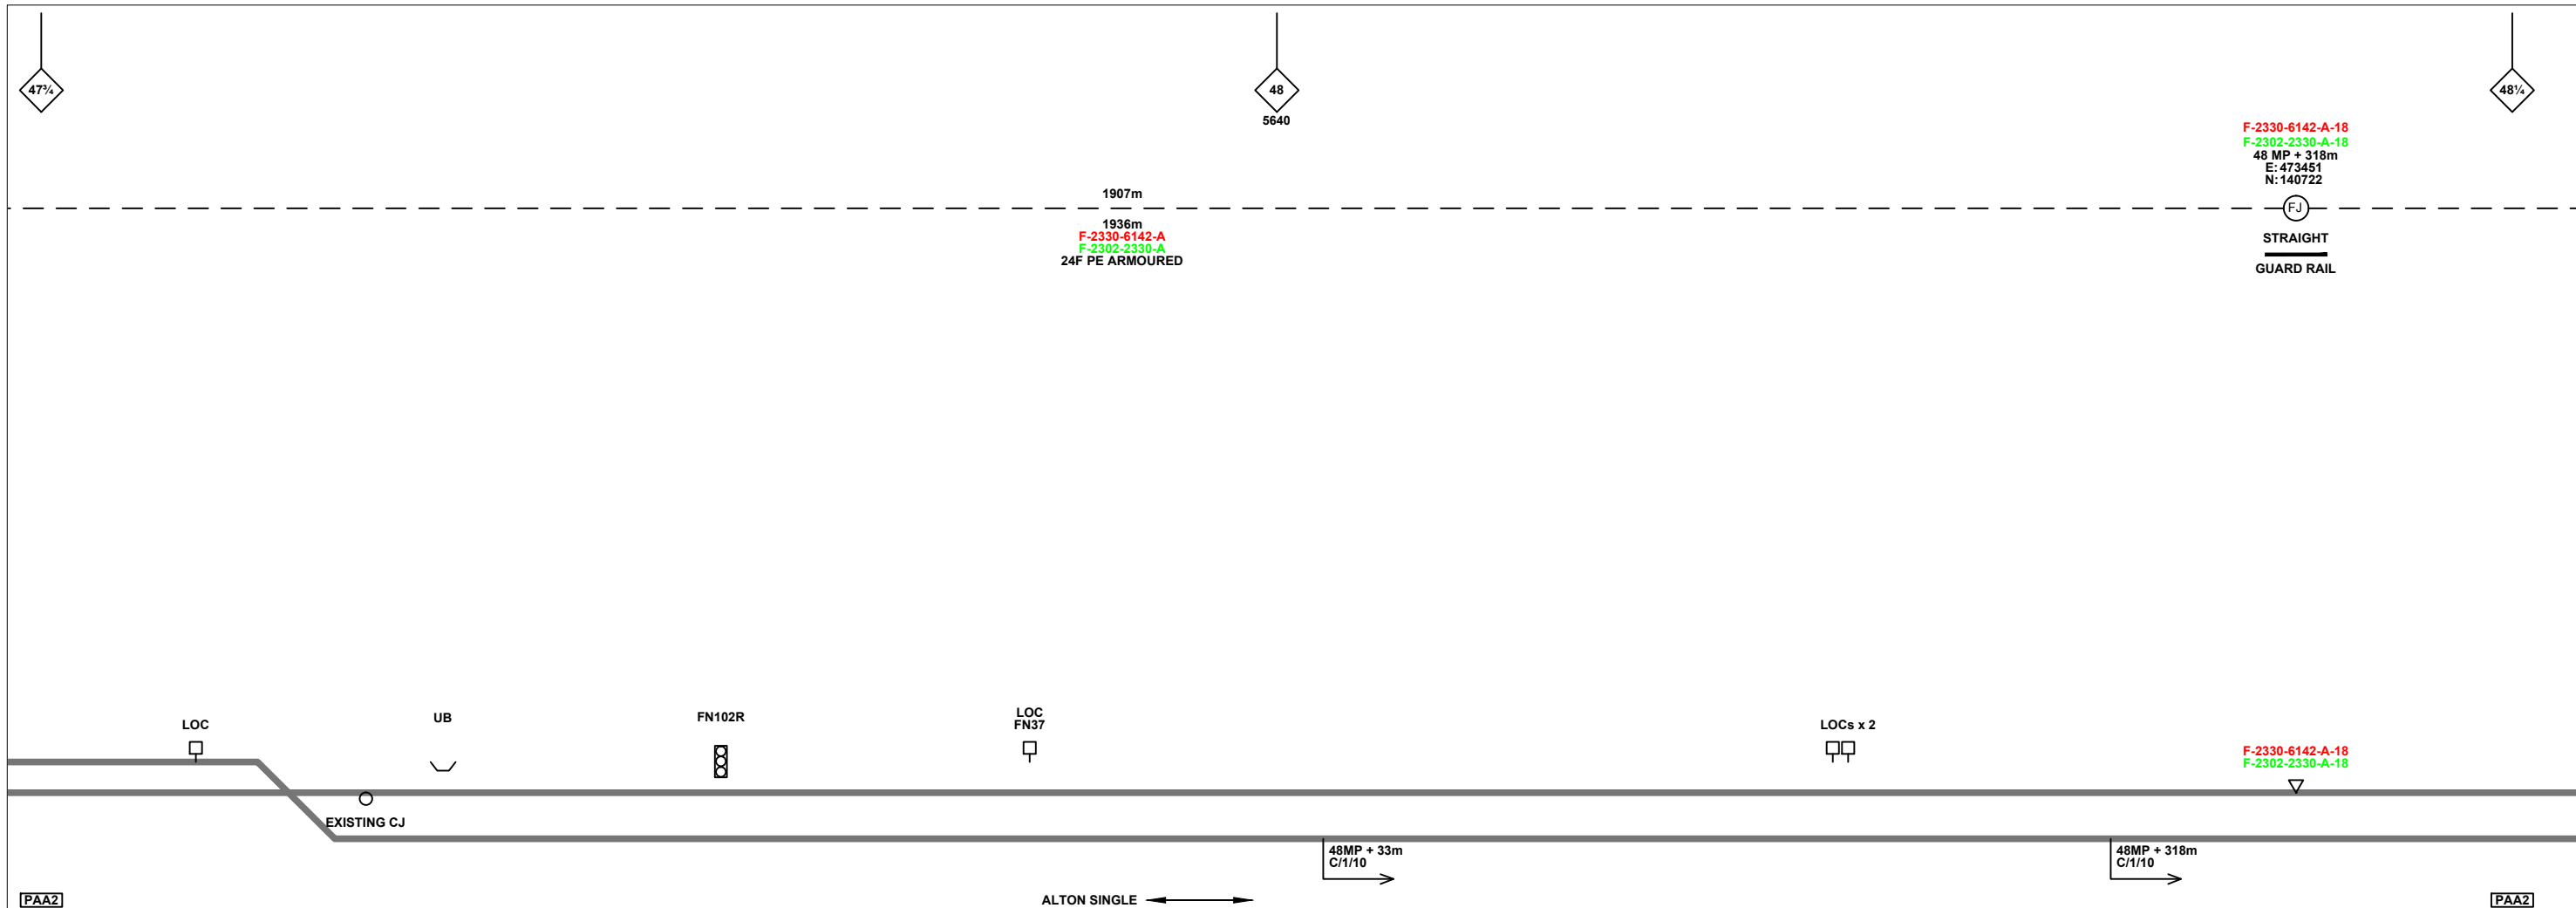 47¾
48
48¼
5640
F-2330-6142-A-18
F-2302-2330-A-18
48 MP + 318m
E: 473451
N: 140722
1907m
FJ
1936m
F-2330-6142-A
F-2302-2330-A
24F PE ARMOURED
STRAIGHT
GUARD RAIL
LOC
UB
FN102R
LOC
FN37
LOCs x 2
F-2330-6142-A-18
F-2302-2330-A-18
EXISTING CJ
48MP + 33m
C/1/10
48MP + 318m
C/1/10
PAA2
ALTON SINGLE
PAA2